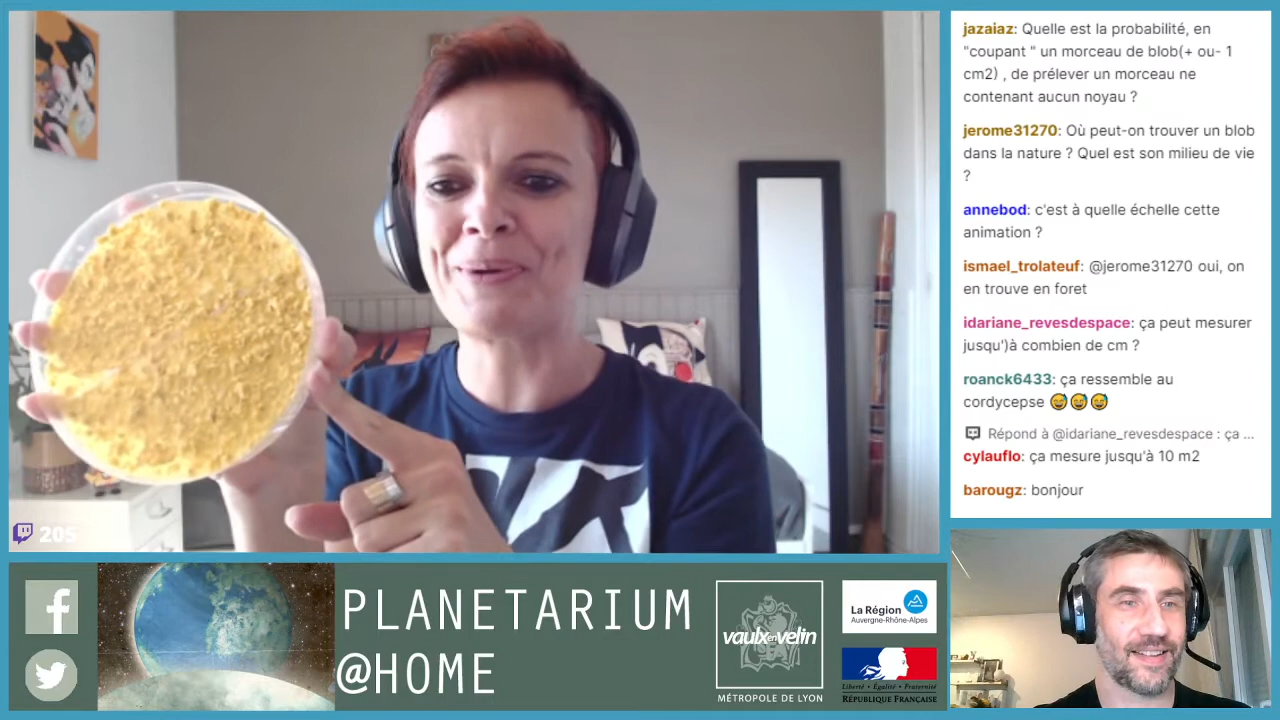 jazaiaz: Quelle est la probabilité, en
"coupant " un morceau de blob(+ ou- 1
cm2) , de prélever un morceau ne
contenant aucun noyau ?
jerome31270: Où peut-on trouver un blob
dans la nature ? Quel est son milieu de vie
?
annebod: c'est à quelle échelle cette
animation ?
ismael_trolateuf: @jerome31270 oui, on
en trouve en foret
idariane_revesdespace: ça peut mesurer
jusqu')à combien de cm ?
roanck6433: ça ressemble au
cordycepse 😅😅😅
Répond à @idariane_revesdespace : ça ...
cylauflo: ça mesure jusqu'à 10 m2
barougz: bonjour
205
PLANETARIUM
@HOME
vaulx en velin
MÉTROPOLE DE LYON
La Région
Auvergne-Rhône-Alpes
Liberté • Égalité • Fraternité
RÉPUBLIQUE FRANÇAISE